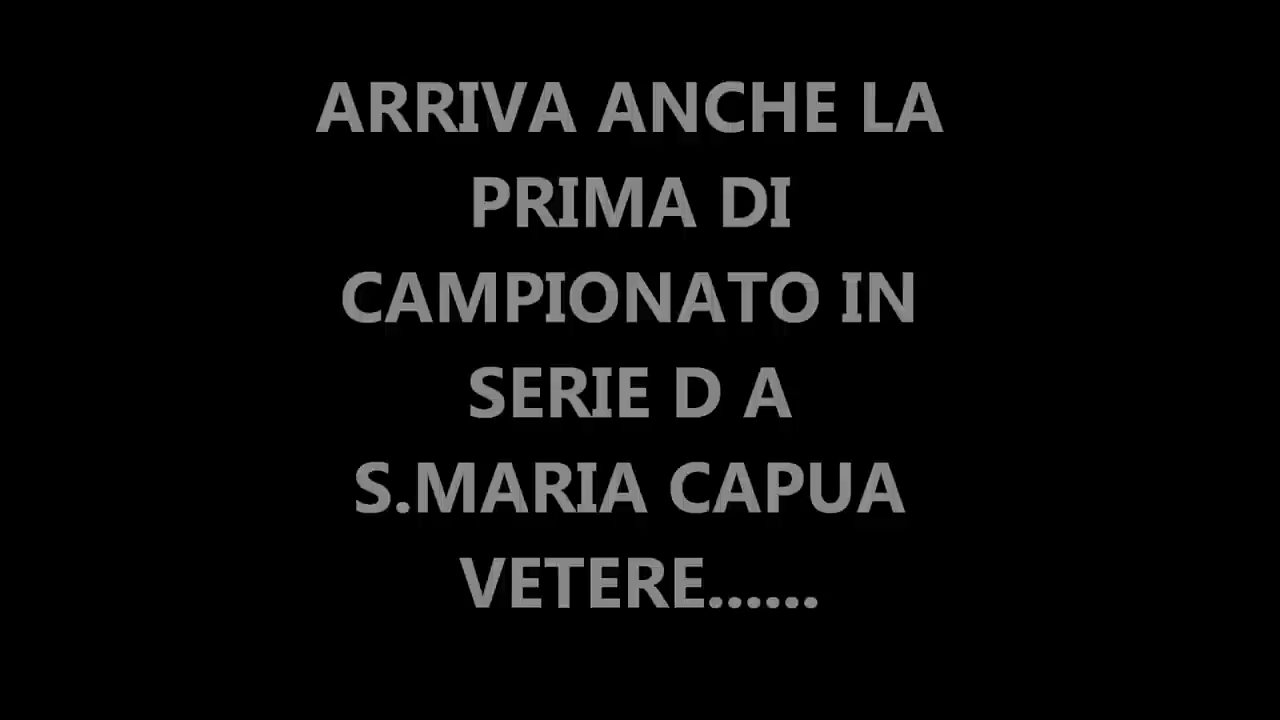 ARRIVA ANCHE LA
PRIMA DI
CAMPIONATO IN
SERIE D A
S.MARIA CAPUA
VETERE......